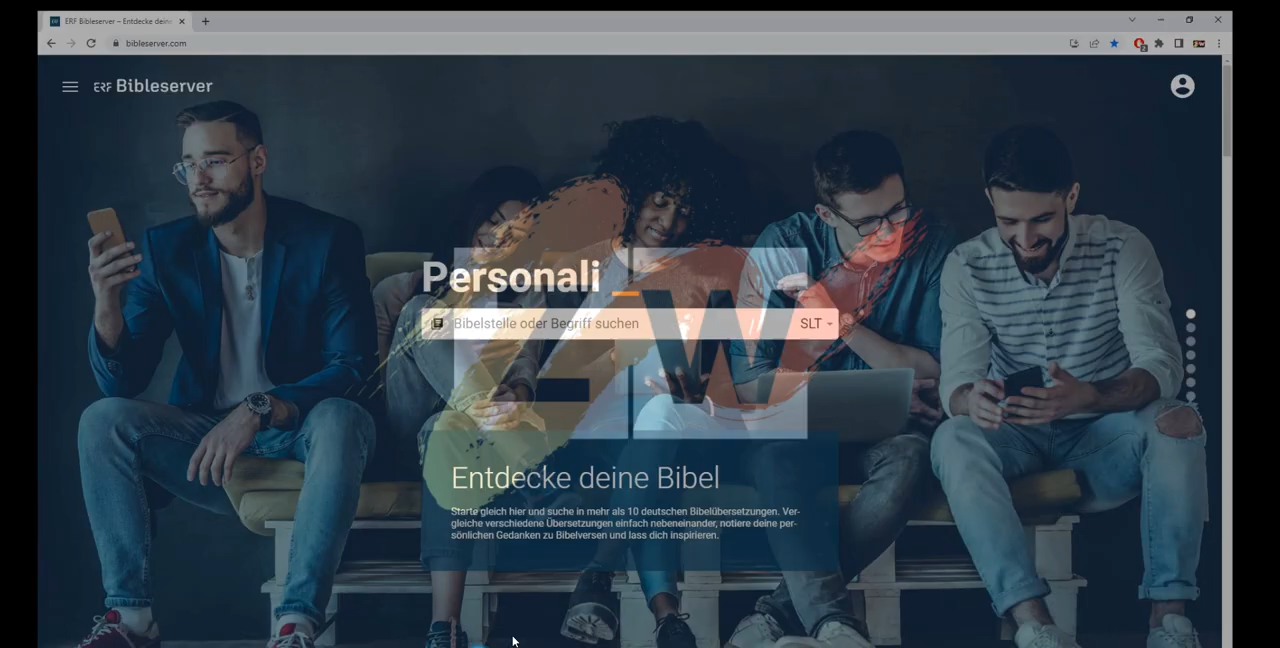 ERF Bibleserver – Entdecke deine
bibleserver.com
ERF Bibleserver
Personali
Bibelstelle oder Begriff suchen
SLT
Entdecke deine Bibel
Starte gleich hier und suche in mehr als 10 deutschen Bibelübersetzungen. Ver-
gleiche verschiedene Übersetzungen einfach nebeneinander, notiere deine per-
sönlichen Gedanken zu Bibelversen und lass dich inspirieren.